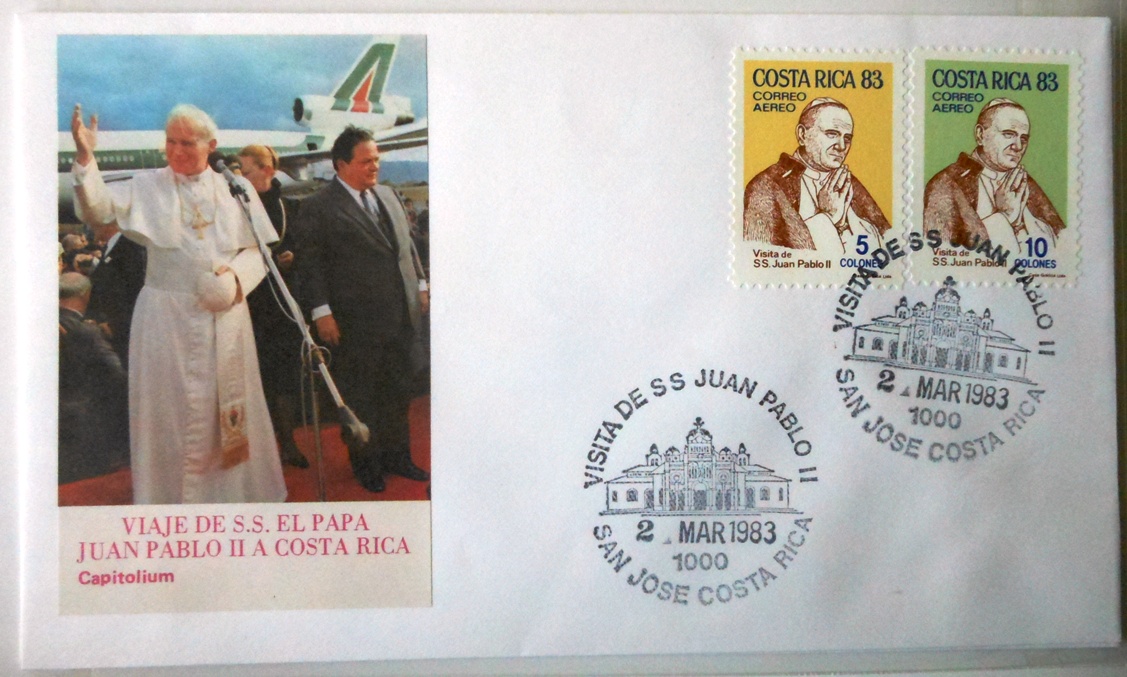 COSTA RICA 83
CORREO
AEREO
5
COLONES
Visita de
S.S. Juan Pablo II
COSTA RICA 83
CORREO
AEREO
10
COLONES
Visita de
S.S. Juan Pablo II
VISITA DE S S JUAN PABLO II
2 MAR 1983
1000
SAN JOSE COSTA RICA
VISITA DE S S JUAN PABLO II
2 MAR 1983
1000
SAN JOSE COSTA RICA
VIAJE DE S.S. EL PAPA
JUAN PABLO II A COSTA RICA
Capitolium